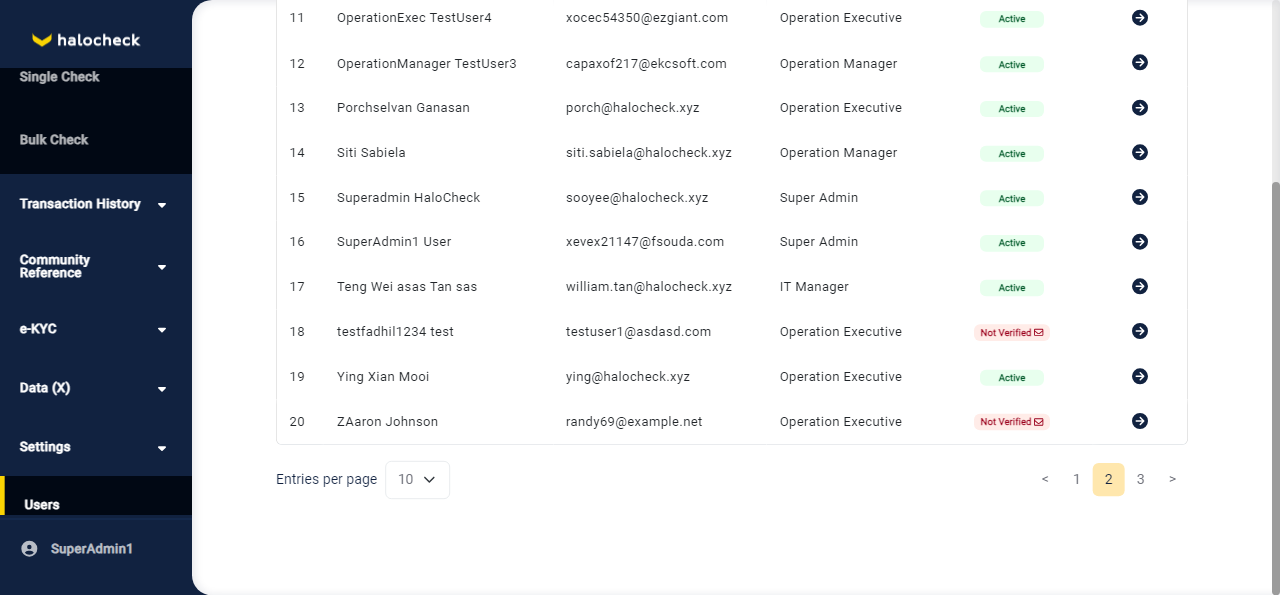 halocheck
Single Check
Bulk Check
Transaction History
Community
Reference
e-KYC
Data (X)
Settings
Users
SuperAdmin1
11 OperationExec TestUser4 xocec54350@ezgiant.com Operation Executive Active
12 OperationManager TestUser3 capaxof217@ekcsoft.com Operation Manager Active
13 Porchselvan Ganasan porch@halocheck.xyz Operation Executive Active
14 Siti Sabiela siti.sabiela@halocheck.xyz Operation Manager Active
15 Superadmin HaloCheck sooyee@halocheck.xyz Super Admin Active
16 SuperAdmin1 User xevex21147@fsouda.com Super Admin Active
17 Teng Wei asas Tan sas william.tan@halocheck.xyz IT Manager Active
18 testfadhil1234 test testuser1@asdasd.com Operation Executive Not Verified
19 Ying Xian Mooi ying@halocheck.xyz Operation Executive Active
20 ZAaron Johnson randy69@example.net Operation Executive Not Verified
Entries per page 10 < 1 2 3 >